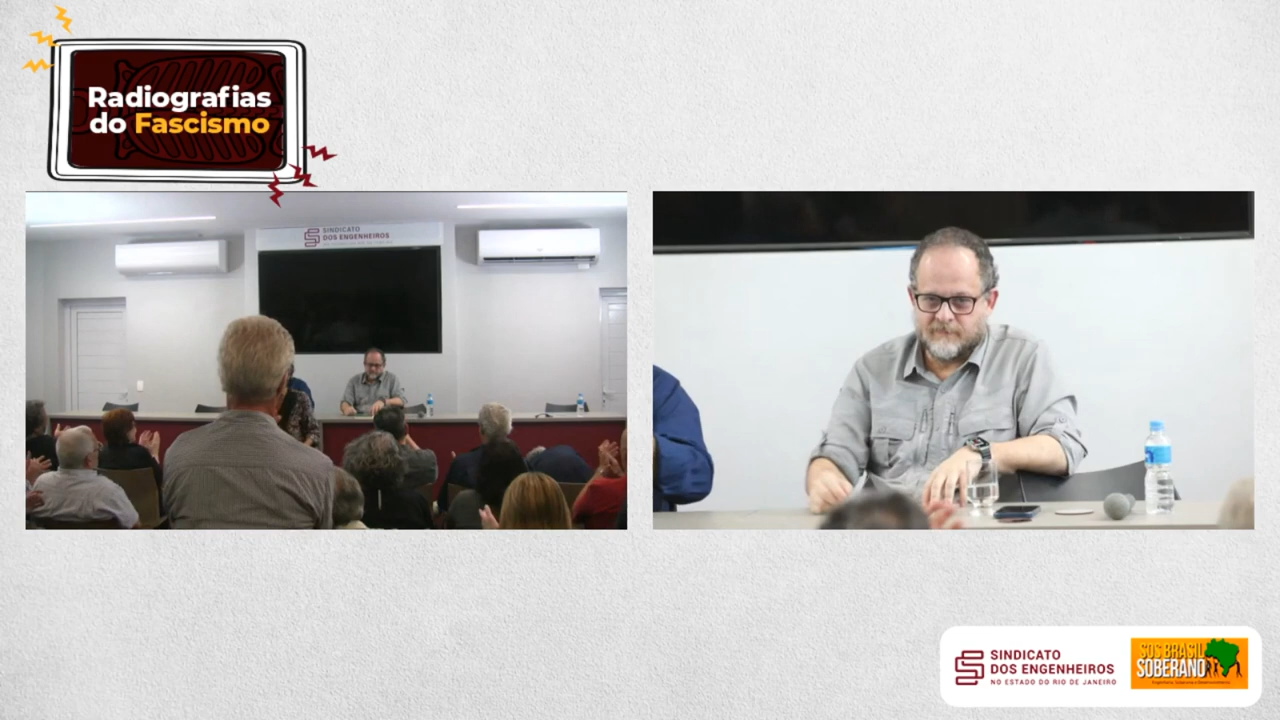 Radiografias
do Fascismo
SINDICATO
DOS ENGENHEIROS
SINDICATO
DOS ENGENHEIROS
NO ESTADO DO RIO DE JANEIRO
SOS BRASIL
SOBERANO